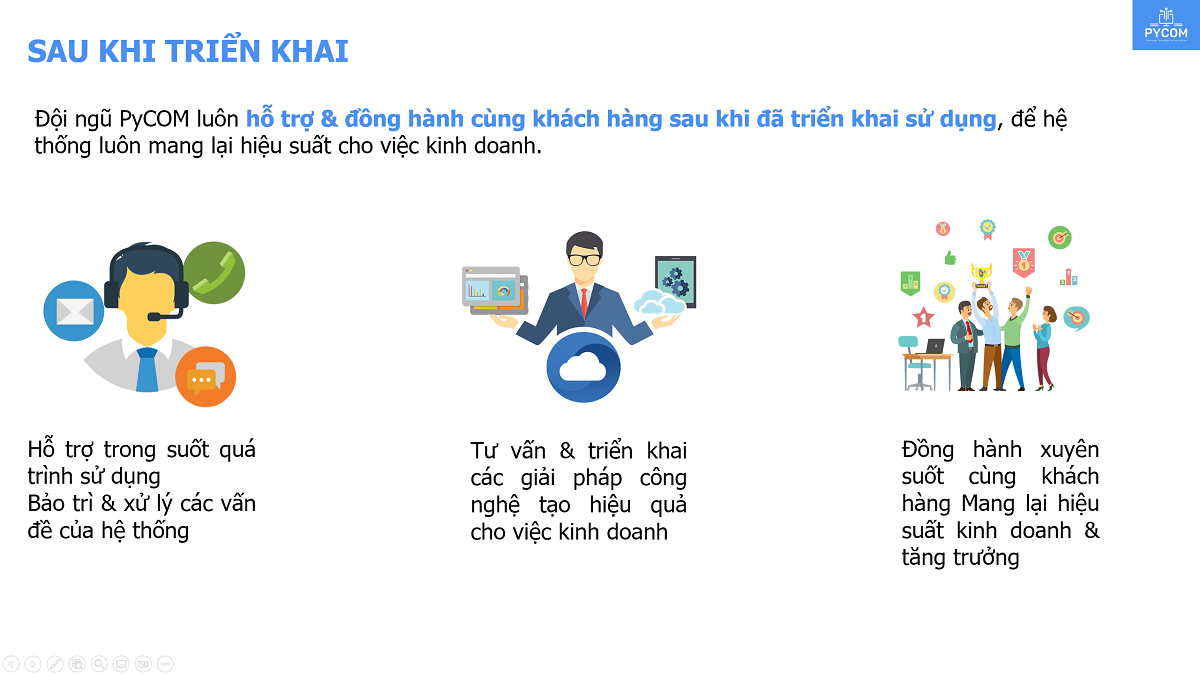 PYCOM
SAU KHI TRIỂN KHAI
Đội ngũ PyCOM luôn hỗ trợ & đồng hành cùng khách hàng sau khi đã triển khai sử dụng, để hệ
thống luôn mang lại hiệu suất cho việc kinh doanh.
Hỗ trợ trong suốt quá
trình sử dụng
Bảo trì & xử lý các vấn
đề của hệ thống
Tư vấn & triển khai
các giải pháp công
nghệ tạo hiệu quả
cho việc kinh doanh
Đồng hành xuyên
suốt cùng khách
hàng Mang lại hiệu
suất kinh doanh &
tăng trưởng